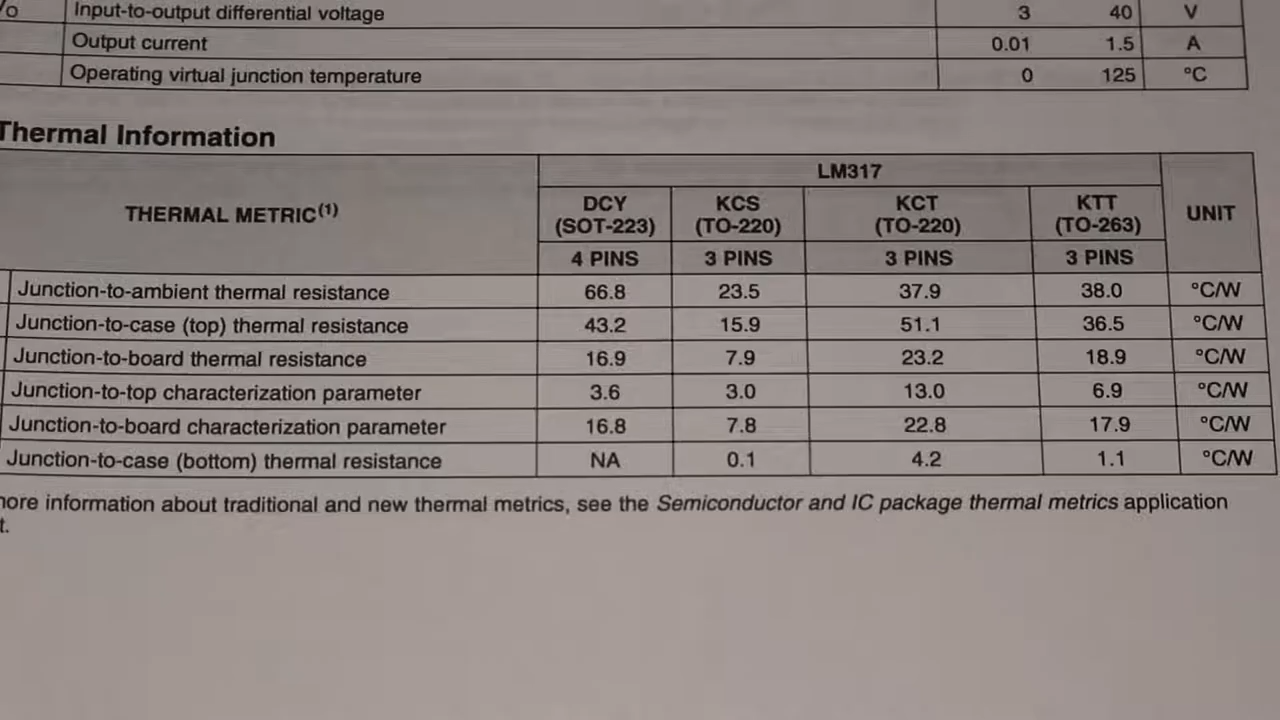 Input-to-output differential voltage 3 40 V
Output current 0.01 1.5 A
Operating virtual junction temperature 0 125 °C
Thermal Information
THERMAL METRIC(1) LM317 UNIT
DCY (SOT-223) KCS (TO-220) KCT (TO-220) KTT (TO-263)
4 PINS 3 PINS 3 PINS 3 PINS
Junction-to-ambient thermal resistance 66.8 23.5 37.9 38.0 °C/W
Junction-to-case (top) thermal resistance 43.2 15.9 51.1 36.5 °C/W
Junction-to-board thermal resistance 16.9 7.9 23.2 18.9 °C/W
Junction-to-top characterization parameter 3.6 3.0 13.0 6.9 °C/W
Junction-to-board characterization parameter 16.8 7.8 22.8 17.9 °C/W
Junction-to-case (bottom) thermal resistance NA 0.1 4.2 1.1 °C/W
more information about traditional and new thermal metrics, see the Semiconductor and IC package thermal metrics application
t.